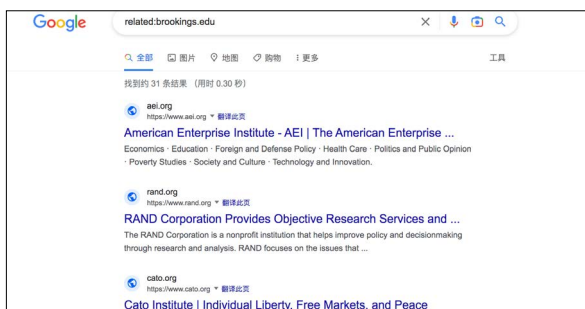 Google related:brookings.edu
全部 图片 地图 购物 更多 工具
找到约 31 条结果 （用时 0.30 秒）
aei.org
https://www.aei.org 翻译此页
American Enterprise Institute - AEI | The American Enterprise ...
Economics · Education · Foreign and Defense Policy · Health Care · Politics and Public Opinion
· Poverty Studies · Society and Culture · Technology and Innovation.
rand.org
https://www.rand.org 翻译此页
RAND Corporation Provides Objective Research Services and ...
The RAND Corporation is a nonprofit institution that helps improve policy and decisionmaking
through research and analysis. RAND focuses on the issues that ...
cato.org
https://www.cato.org 翻译此页
Cato Institute | Individual Liberty, Free Markets, and Peace